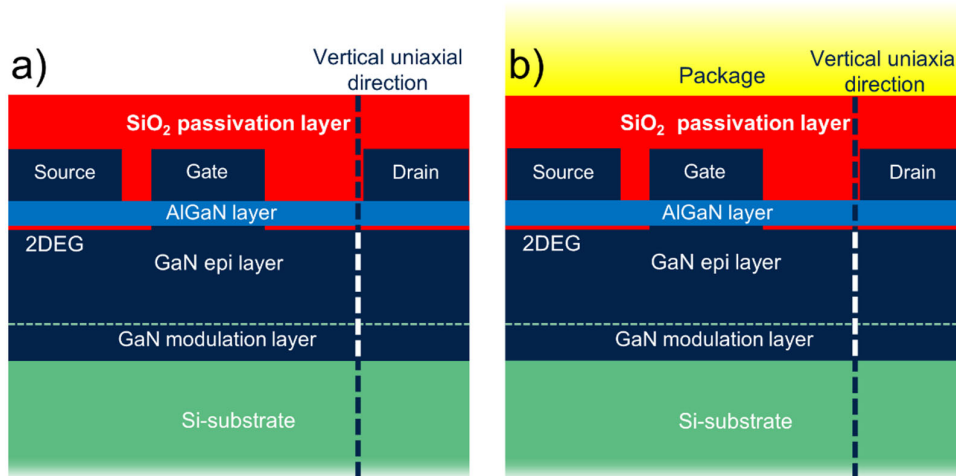 a)
Vertical uniaxial
direction
SiO₂ passivation layer
Source
Gate
Drain
AlGaN layer
2DEG
GaN epi layer
GaN modulation layer
Si-substrate
b)
Package
Vertical uniaxial
direction
SiO₂ passivation layer
Source
Gate
Drain
AlGaN layer
2DEG
GaN epi layer
GaN modulation layer
Si-substrate